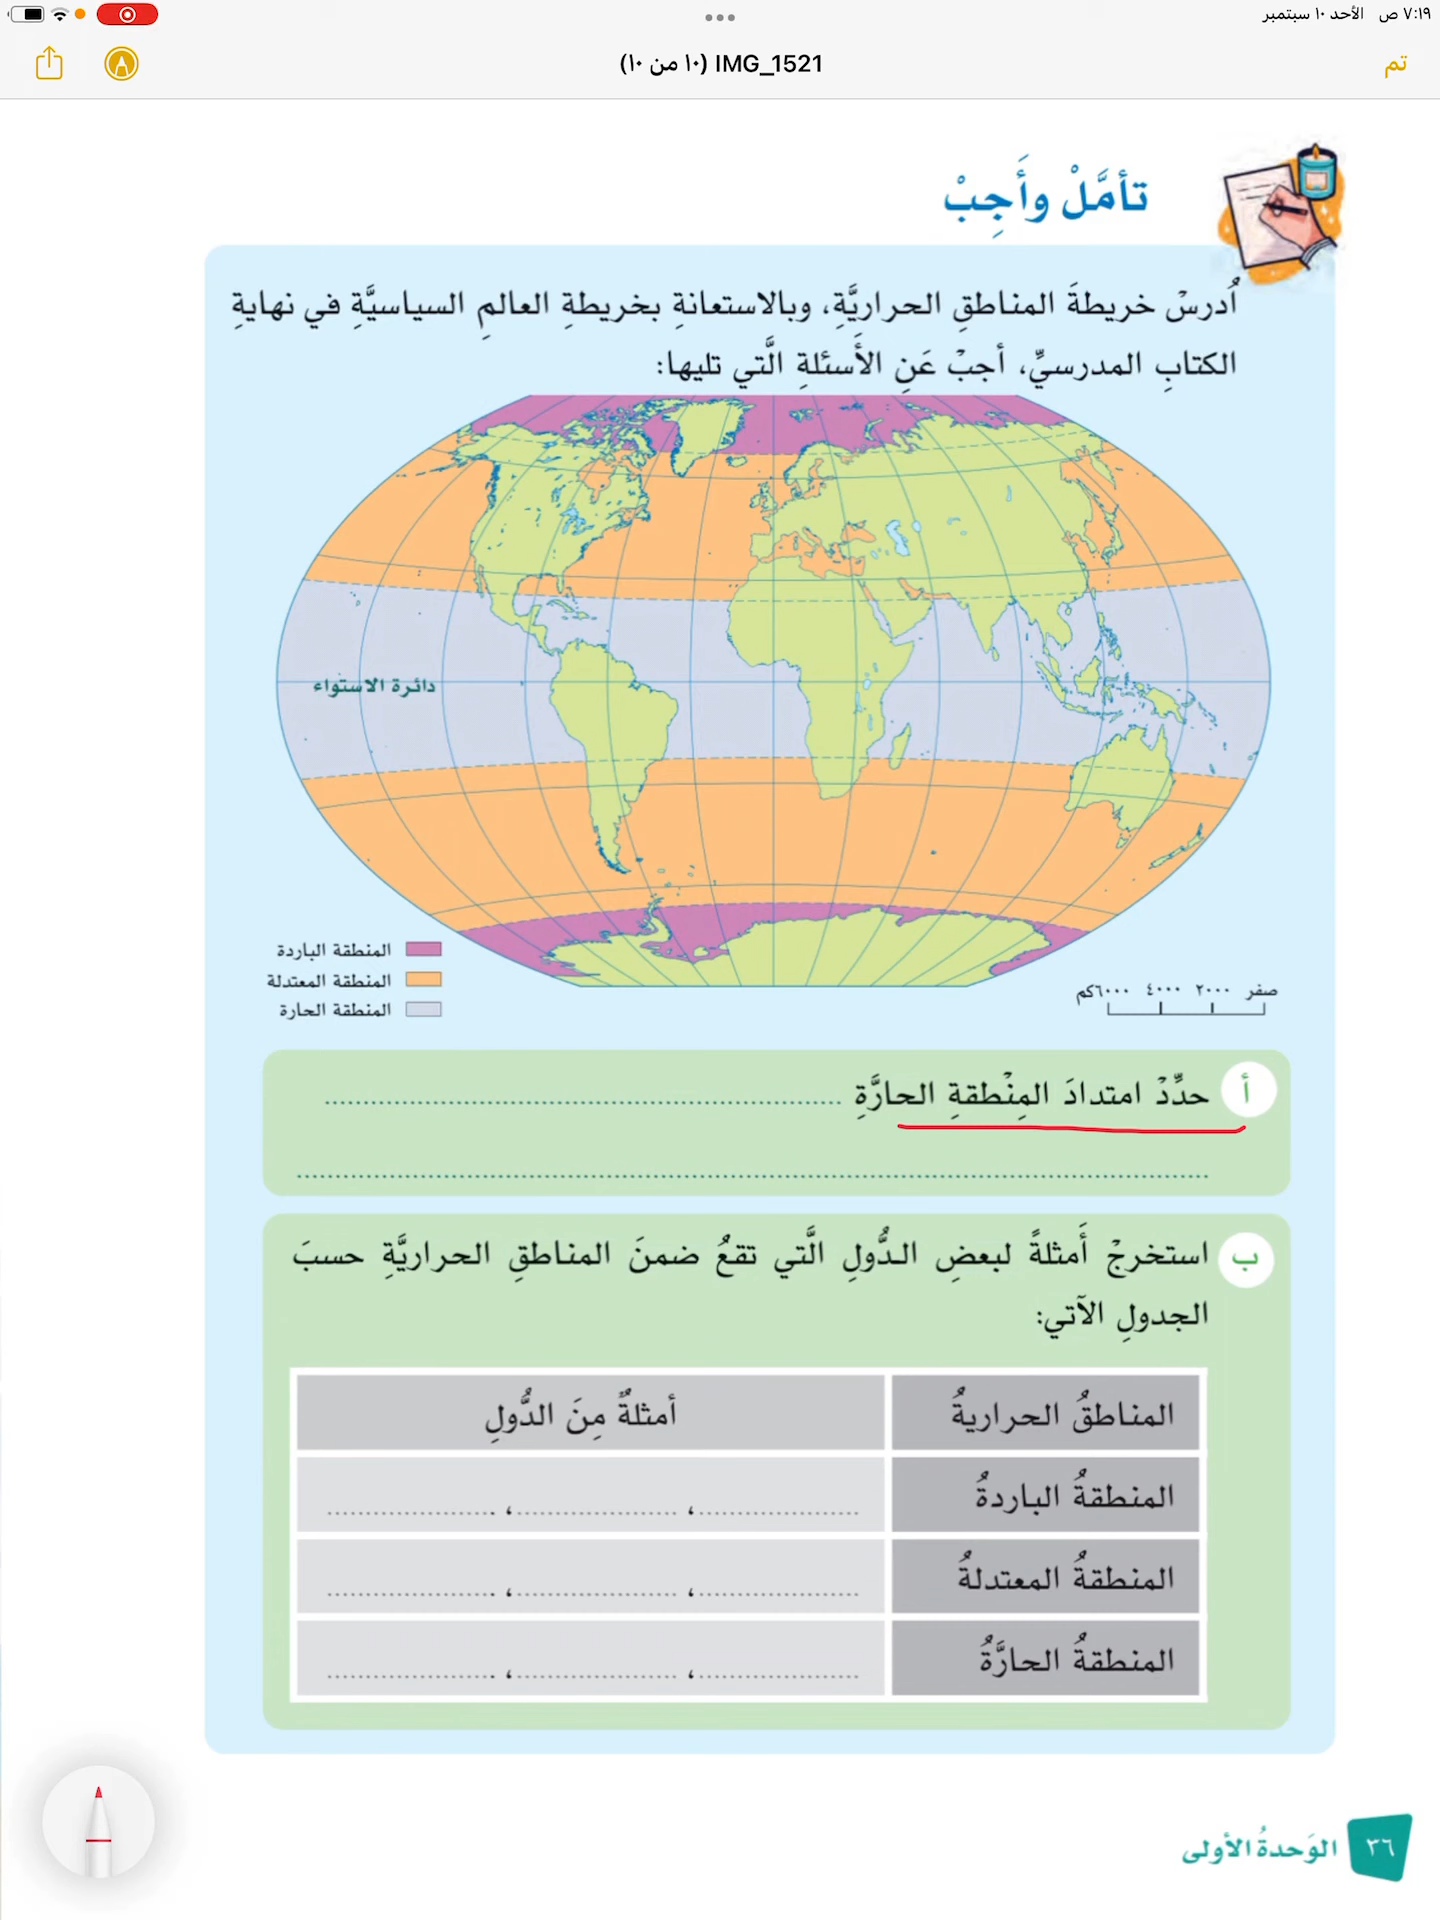 ٧:١٩ ص الأحد ١٠ سبتمبر
تم
IMG_1521 (١٠ من ١٠)
تأمَّلْ وأَجِبْ
اُدرسْ خريطةَ المناطقِ الحراريَّةِ، وبالاستعانةِ بخريطةِ العالمِ السياسيَّةِ في نهايةِ
الكتابِ المدرسيِّ، أجبْ عَنِ الأَسئلةِ الَّتي تليها:
دائرة الاستواء
المنطقة الباردة
المنطقة المعتدلة
المنطقة الحارة
صفر ٢٠٠٠ ٤٠٠٠ ٦٠٠٠كم
أ حدِّدْ امتدادَ المِنْطقةِ الحارَّةِ ........................
........................
ب استخرجْ أَمثلةً لبعضِ الدُّولِ الَّتي تقعُ ضمنَ المناطقِ الحراريَّةِ حسبَ
الجدولِ الآتي:
المناطقُ الحراريةُ أمثلةٌ مِنَ الدُّولِ
المنطقةُ الباردةُ ........................، ........................، ........................
المنطقةُ المعتدلةُ ........................، ........................، ........................
المنطقةُ الحارَّةُ ........................، ........................، ........................
٣٦ الوَحدةُ الأولى